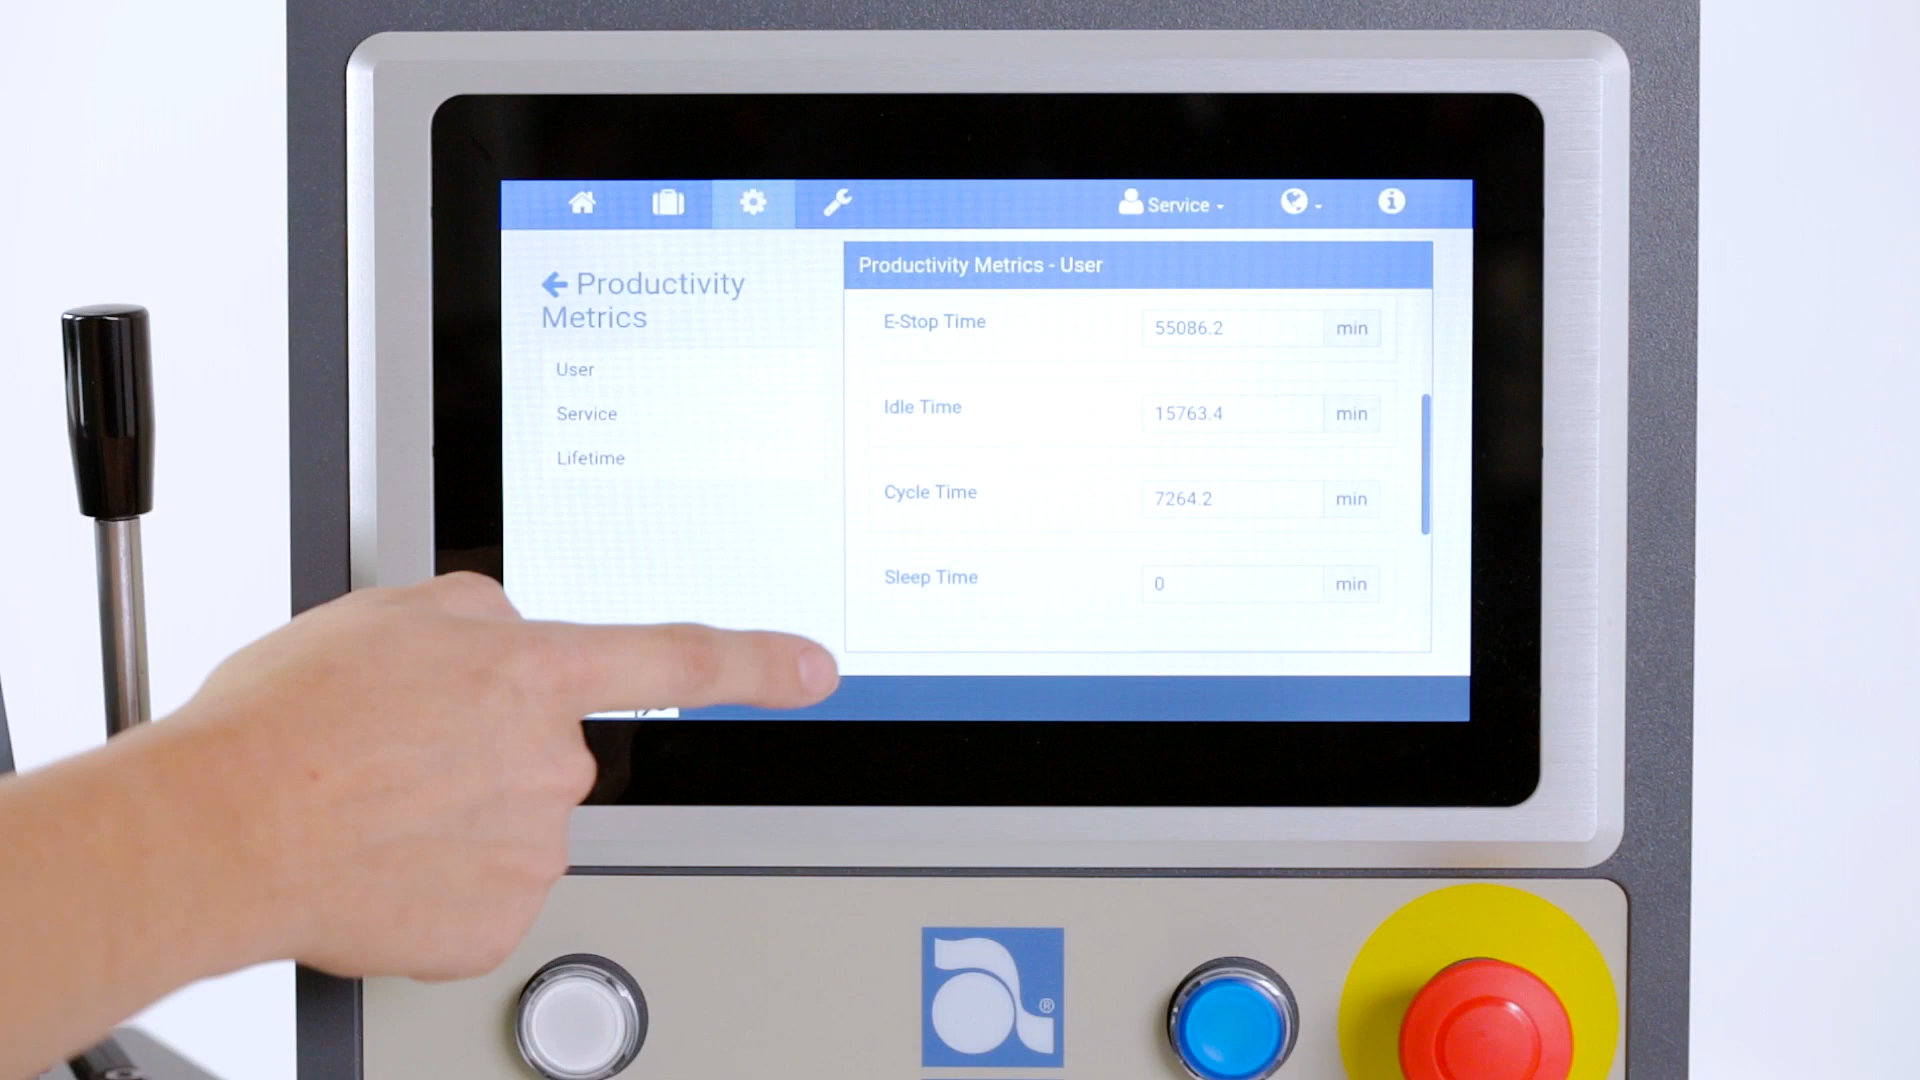 Service
Productivity
Metrics
User
Service
Lifetime
Productivity Metrics - User
E-Stop Time 55086.2 min
Idle Time 15763.4 min
Cycle Time 7264.2 min
Sleep Time 0 min
®